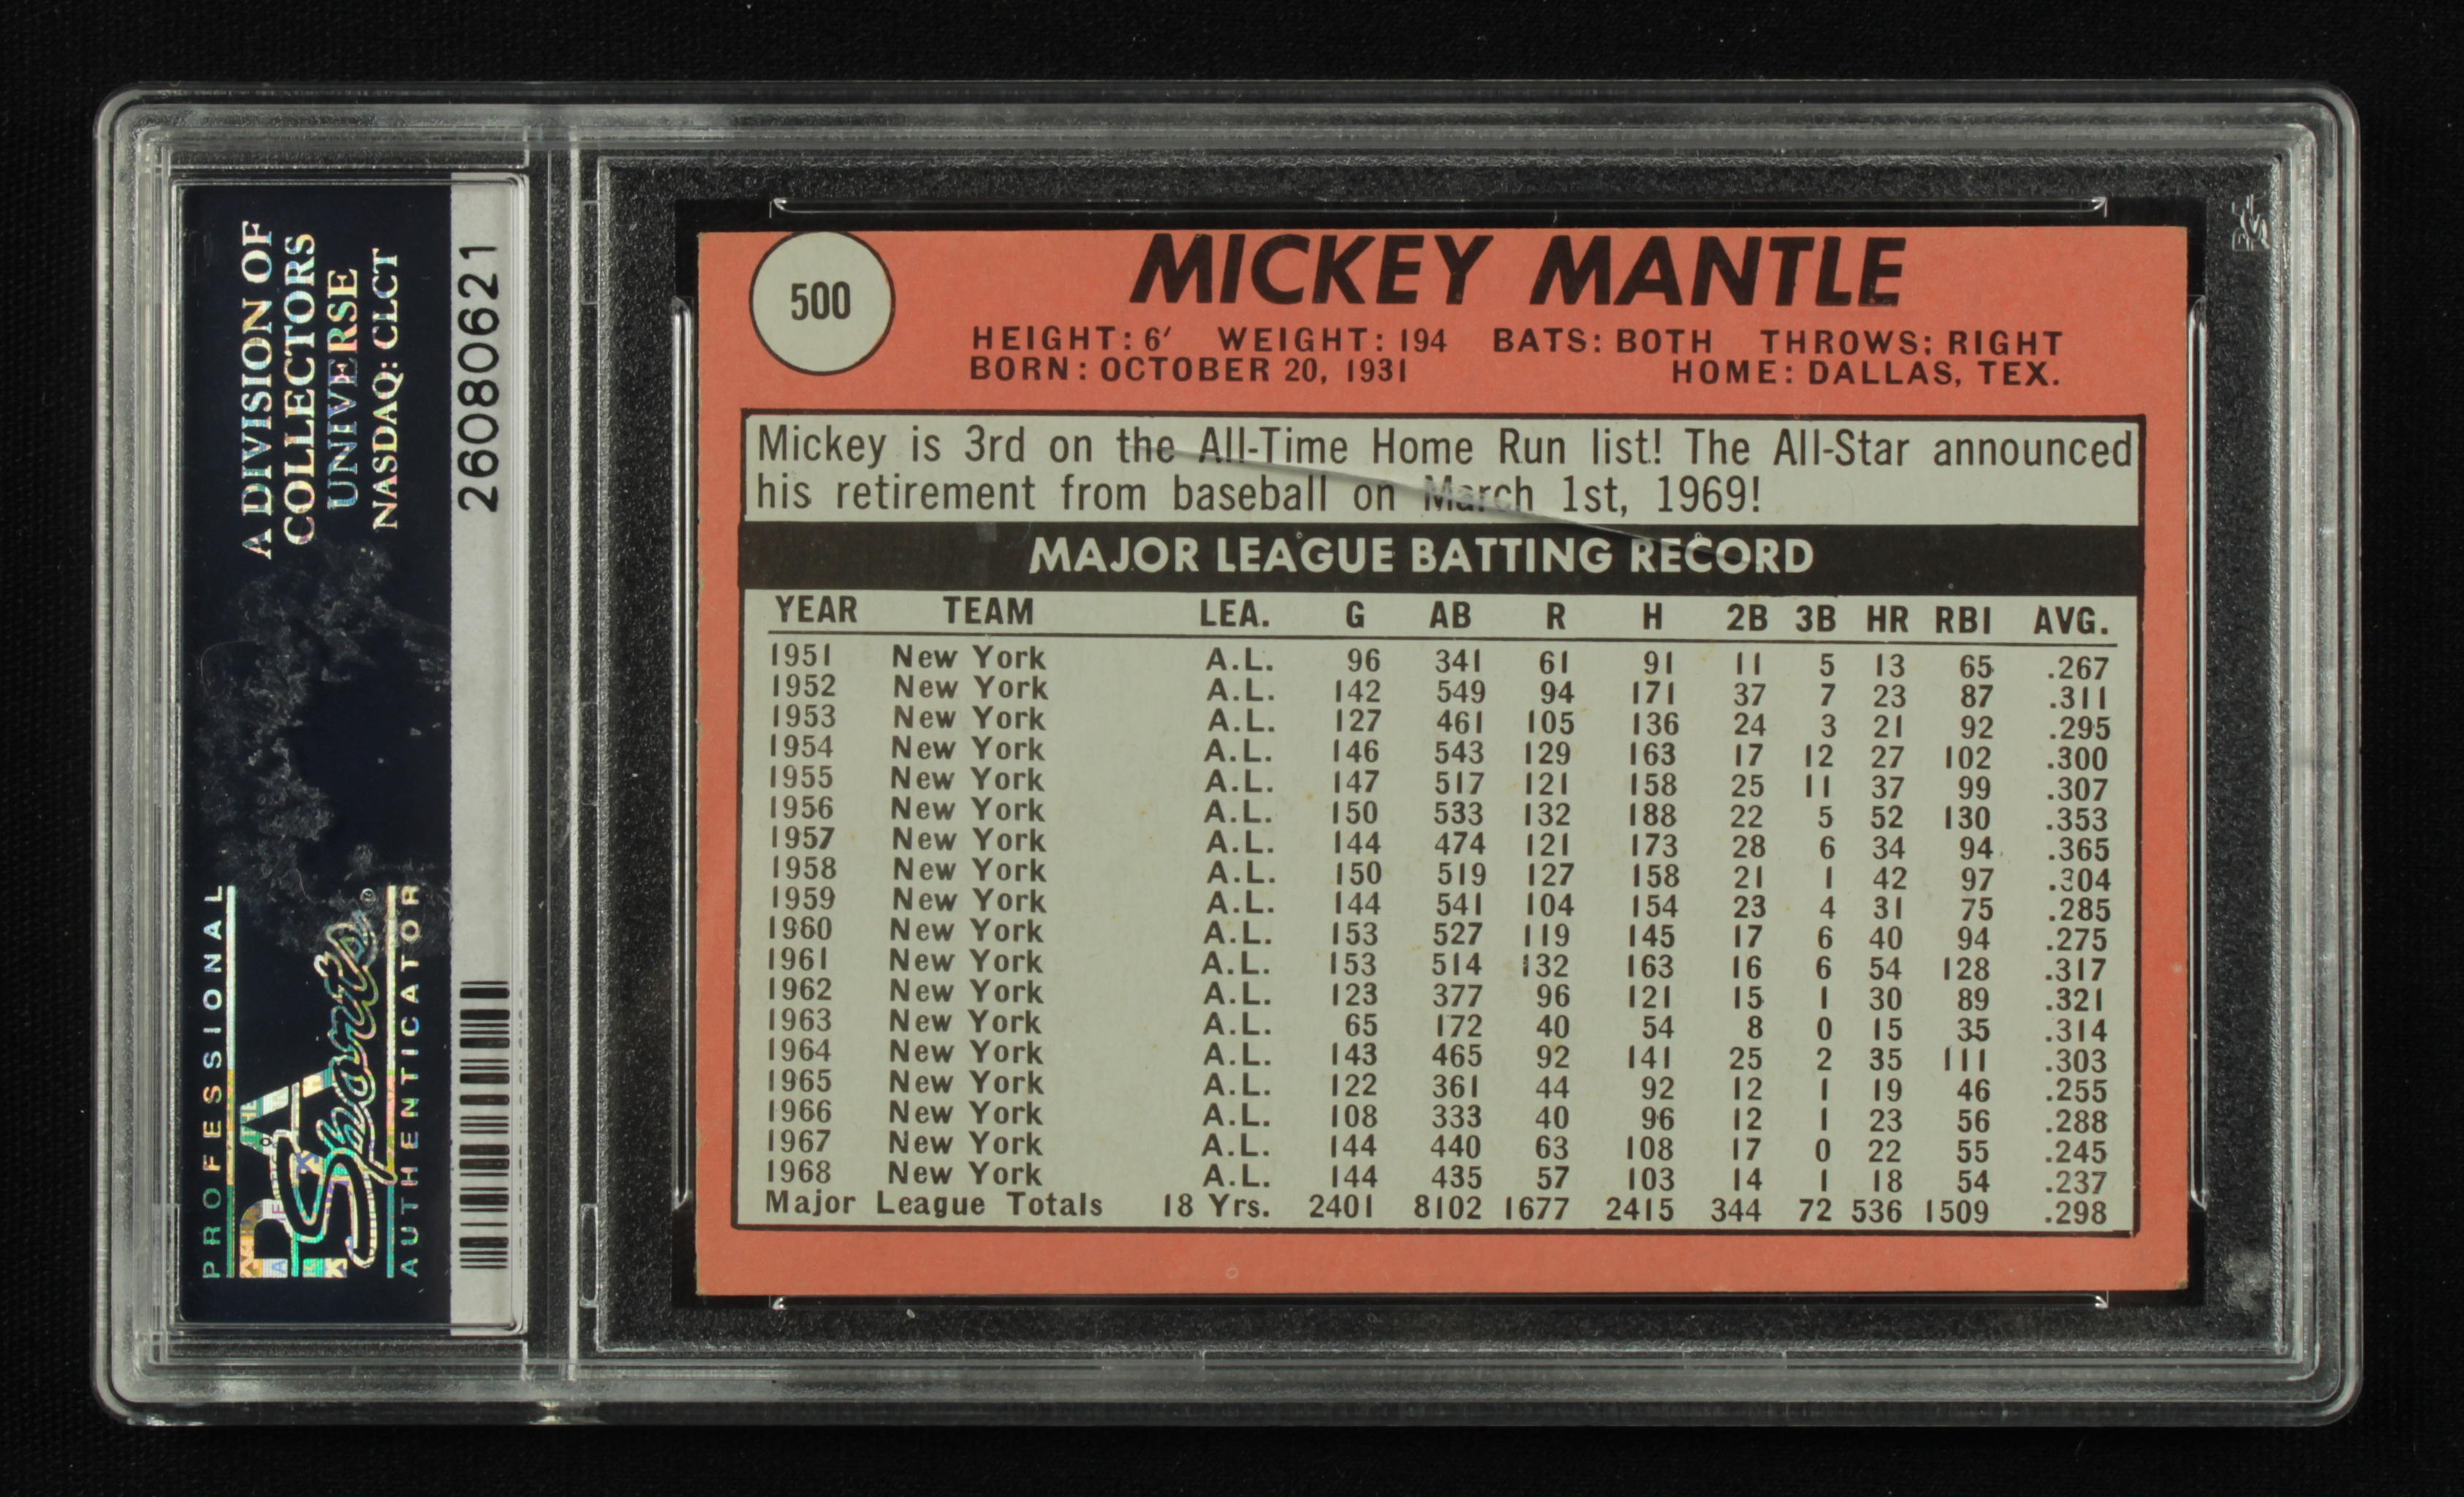 A DIVISION OF
COLLECTORS
UNIVERSE
NASDAQ: CLCT
PROFESSIONAL
PSA
Sports
AUTHENTICATOR
26080621
500
MICKEY MANTLE
HEIGHT: 6′ WEIGHT: 194 BATS: BOTH THROWS: RIGHT
BORN: OCTOBER 20, 1931 HOME: DALLAS, TEX.
Mickey is 3rd on the All-Time Home Run list! The All-Star announced
his retirement from baseball on March 1st, 1969!
MAJOR LEAGUE BATTING RECORD
YEAR TEAM LEA. G AB R H 2B 3B HR RBI AVG.
1951 New York A.L. 96 341 61 91 11 5 13 65 .267
1952 New York A.L. 142 549 94 171 37 7 23 87 .311
1953 New York A.L. 127 461 105 136 24 3 21 92 .295
1954 New York A.L. 146 543 129 163 17 12 27 102 .300
1955 New York A.L. 147 517 121 158 25 11 37 99 .307
1956 New York A.L. 150 533 132 188 22 5 52 130 .353
1957 New York A.L. 144 474 121 173 28 6 34 94 .365
1958 New York A.L. 150 519 127 158 21 1 42 97 .304
1959 New York A.L. 144 541 104 154 23 4 31 75 .285
1960 New York A.L. 153 527 119 145 17 6 40 94 .275
1961 New York A.L. 153 514 132 163 16 6 54 128 .317
1962 New York A.L. 123 377 96 121 15 1 30 89 .321
1963 New York A.L. 65 172 40 54 8 0 15 35 .314
1964 New York A.L. 143 465 92 141 25 2 35 111 .303
1965 New York A.L. 122 361 44 92 12 1 19 46 .255
1966 New York A.L. 108 333 40 96 12 1 23 56 .288
1967 New York A.L. 144 440 63 108 17 0 22 55 .245
1968 New York A.L. 144 435 57 103 14 1 18 54 .237
Major League Totals 18 Yrs. 2401 8102 1677 2415 344 72 536 1509 .298